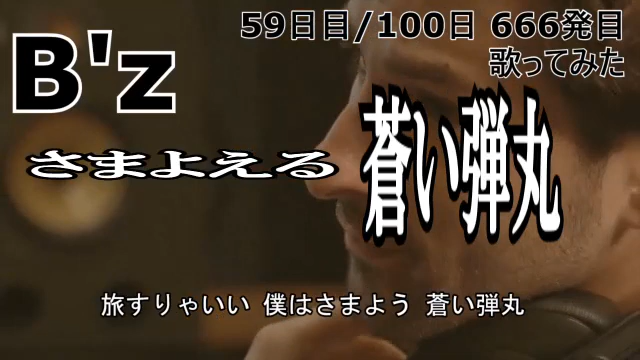 B'z
59日目/100日 666発目
歌ってみた
さまよえる 蒼い弾丸
旅すりゃいい 僕はさまよう 蒼い弾丸